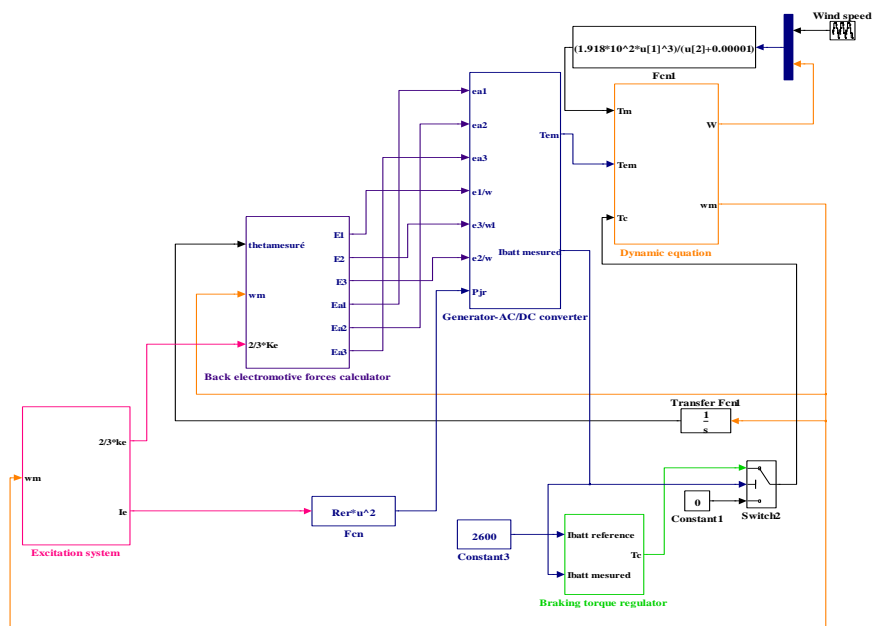 Wind speed
(1.918*10^2*u[1]^3)/(u[2]+0.00001)
Fcn1
ea1
ea2
ea3
e1/w
e3/w1
e2/w
Pjr
Tem
Ibatt mesured
Generator-AC/DC converter
Tm
Tem
Tc
W
wm
Dynamic equation
thetamesuré
wm
2/3*Ke
E1
E2
E3
Ea1
Ea2
Ea3
Back electromotive forces calculator
Transfer Fcn1
1
s
wm
2/3*ke
Ie
Excitation system
Rer*u^2
Fcn
2600
Constant3
Ibatt reference
Ibatt mesured
Tc
Braking torque regulator
0
Constant1
Switch2